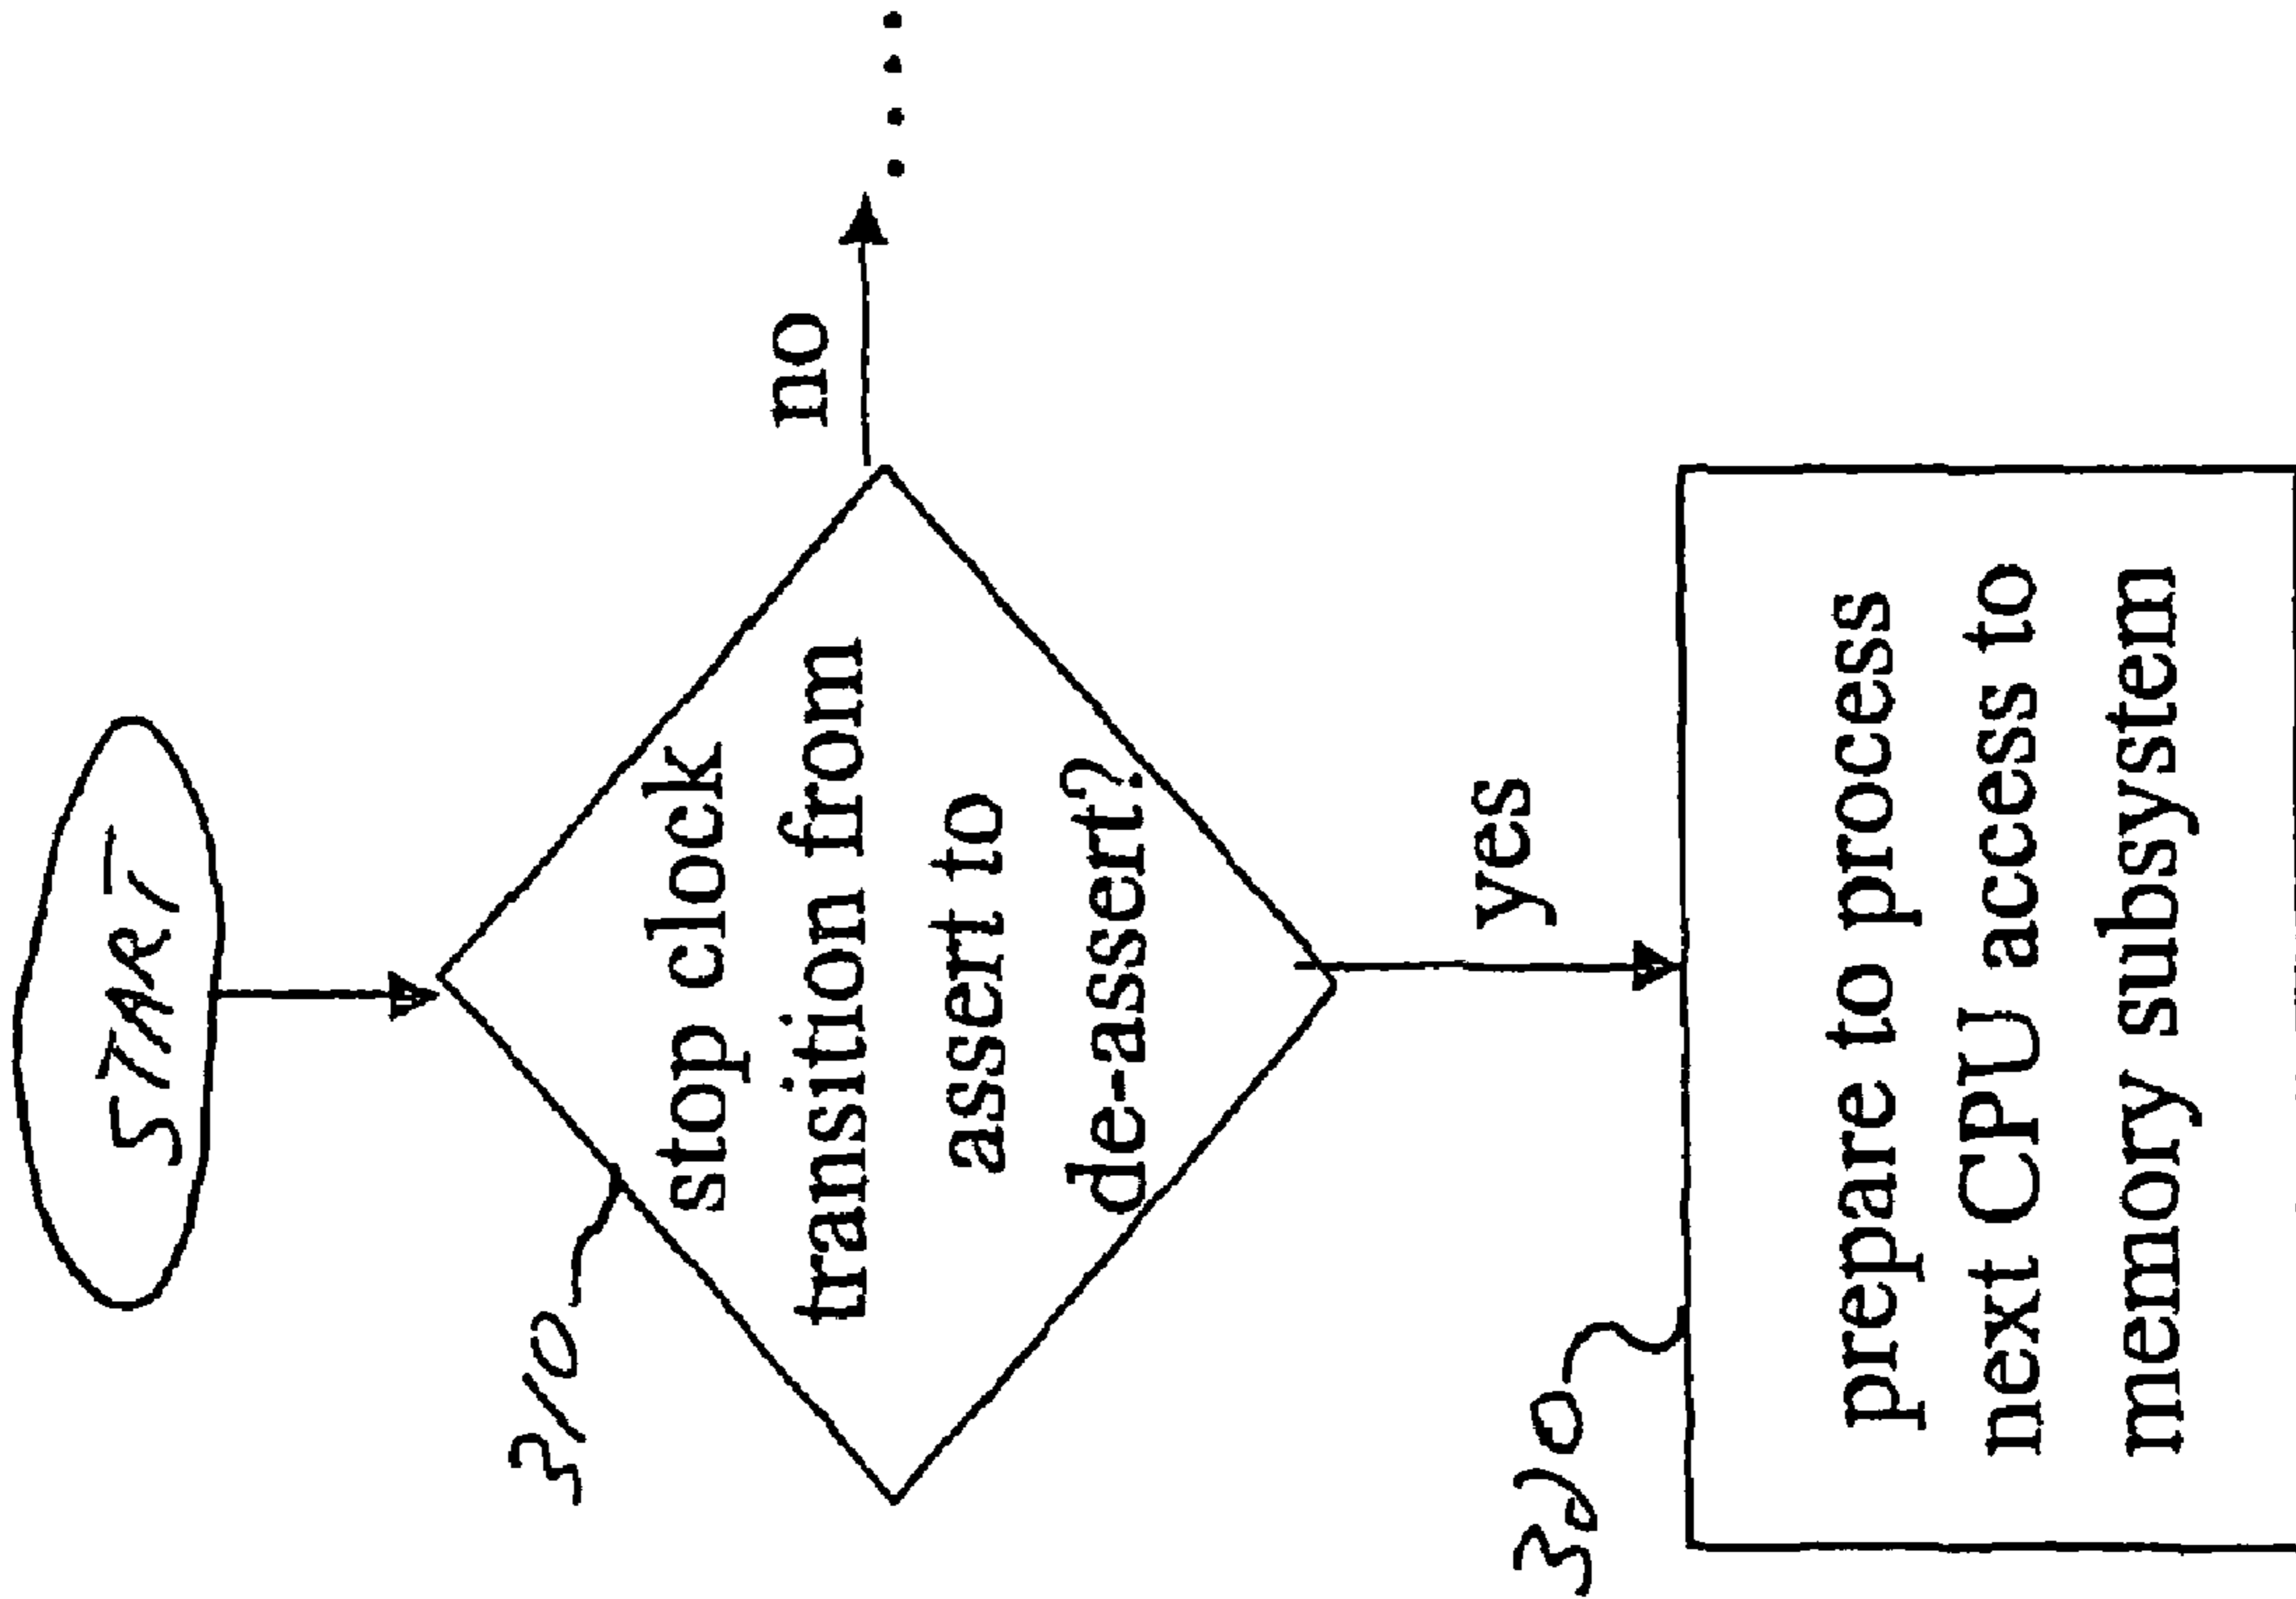 START
310
stop clock
transition from
assert to
de-assert?
no
yes
320
prepare to process
next CPU access to
memory subsystem